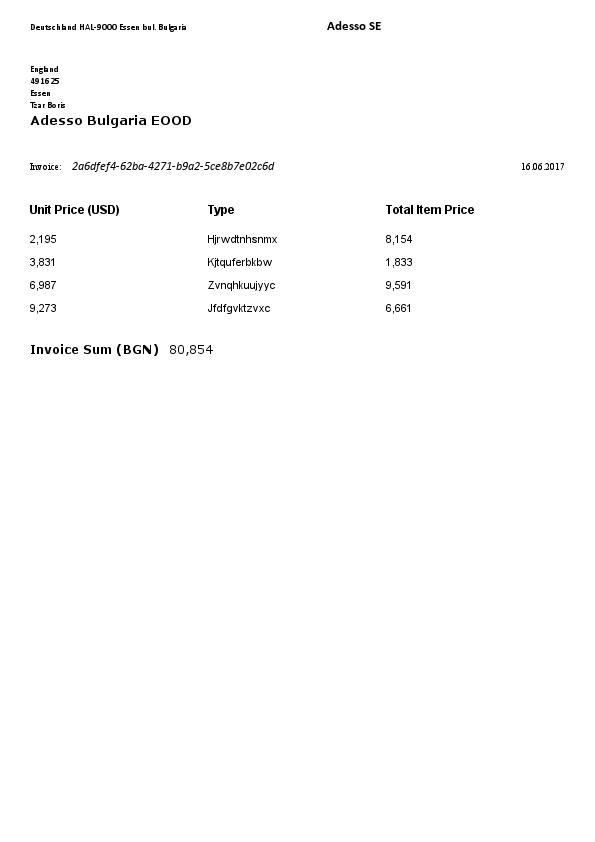 Deutschland HAL-9000 Essen bul. Bulgaria Adesso SE
England
491625
Essen
Tzar Boris
Adesso Bulgaria EOOD
Invoice: 2a6dfef4-62ba-4271-b9a2-5ce8b7e02c6d 16.06.2017
Unit Price (USD) Type Total Item Price
2,195 Hjrwdtnhsnmx 8,154
3,831 Kjtquferbkbw 1,833
6,987 Zvnqhkuujyyc 9,591
9,273 Jfdfgvktzvxc 6,661
Invoice Sum (BGN) 80,854